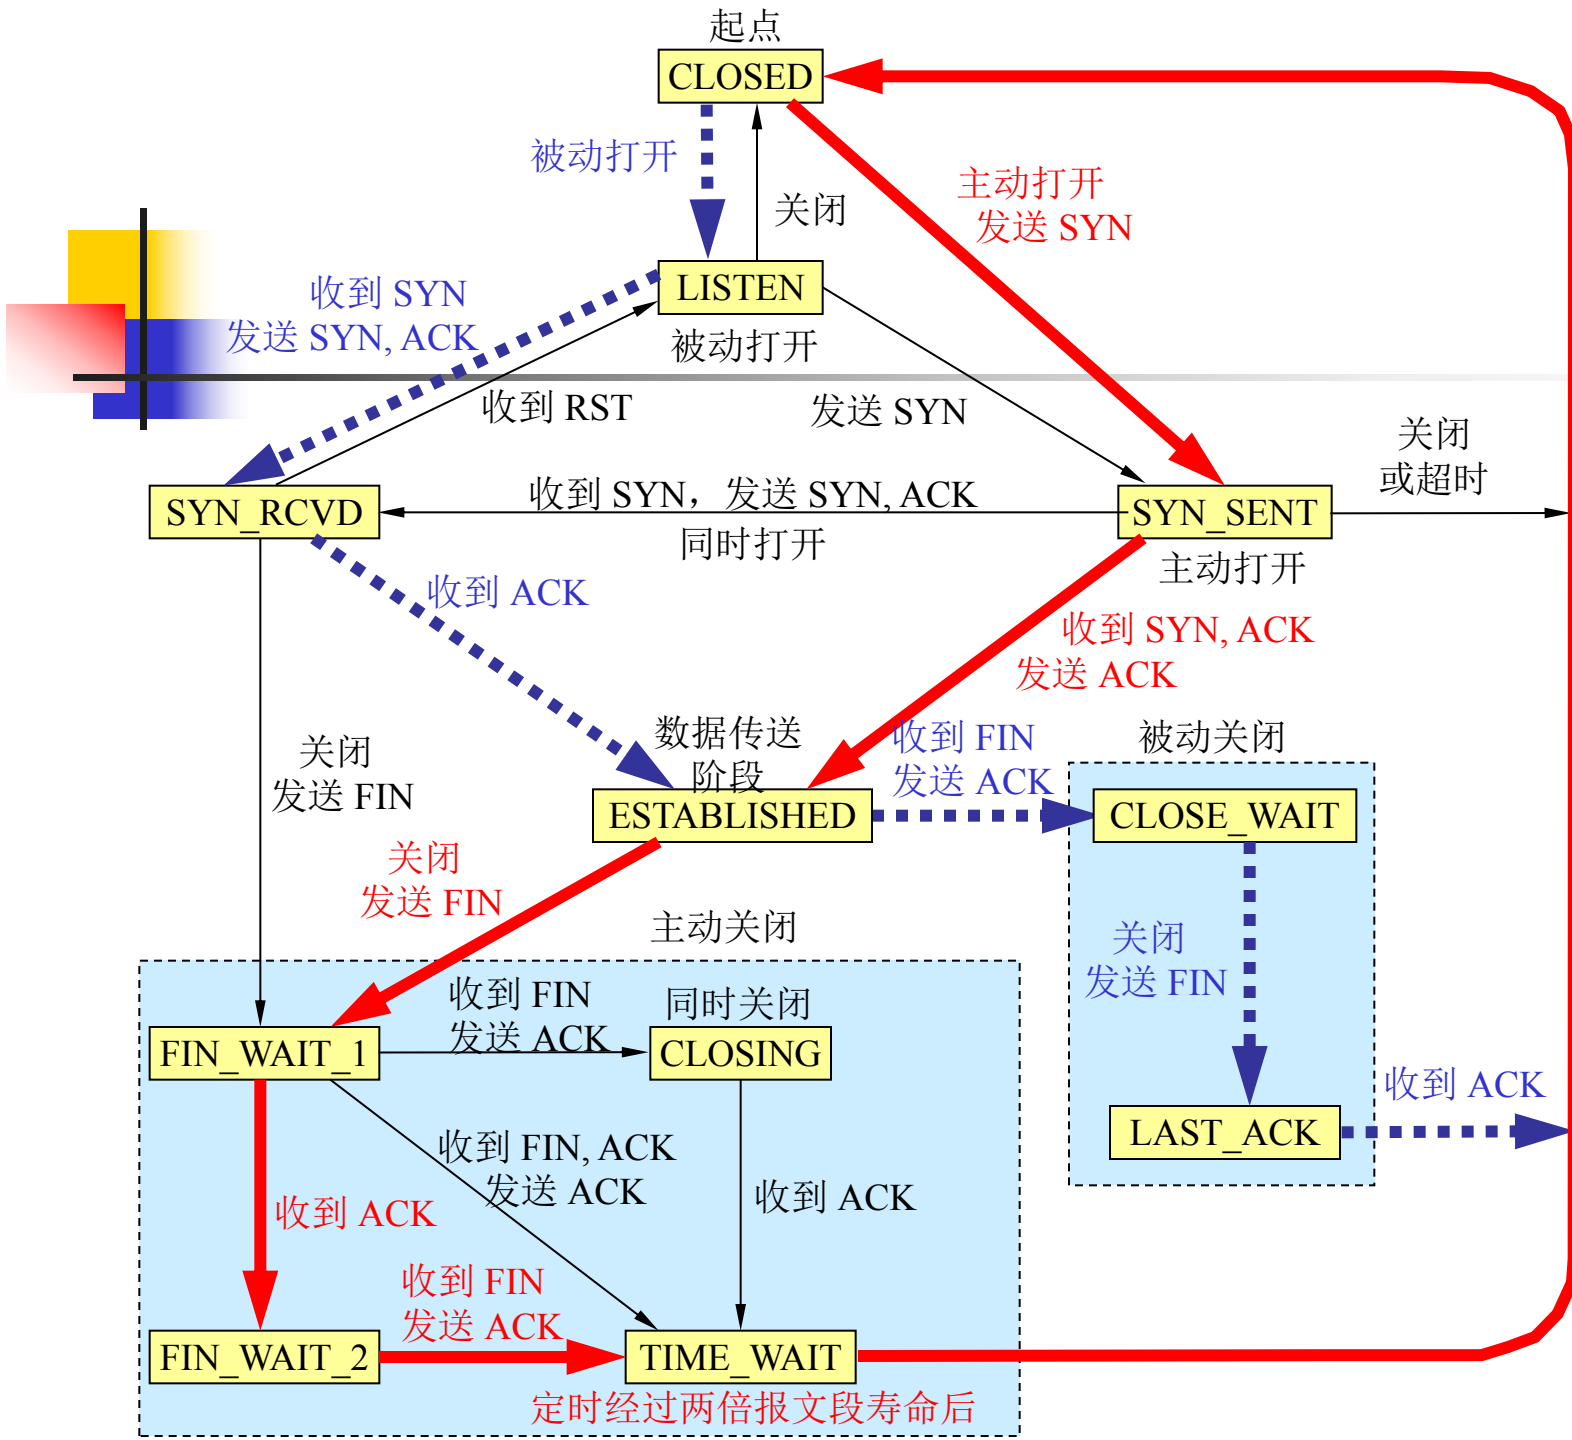 起点
CLOSED
被动打开
关闭
主动打开
发送 SYN
收到 SYN
发送 SYN, ACK
LISTEN
被动打开
收到 RST
发送 SYN
关闭
或超时
SYN_RCVD
收到 SYN，发送 SYN, ACK
同时打开
SYN_SENT
主动打开
收到 ACK
收到 SYN, ACK
发送 ACK
关闭
发送 FIN
数据传送
阶段
ESTABLISHED
收到 FIN
发送 ACK
被动关闭
CLOSE_WAIT
关闭
发送 FIN
主动关闭
关闭
发送 FIN
收到 FIN
发送 ACK
同时关闭
FIN_WAIT_1
CLOSING
LAST_ACK
收到 ACK
收到 FIN, ACK
发送 ACK
收到 ACK
收到 ACK
收到 FIN
发送 ACK
FIN_WAIT_2
TIME_WAIT
定时经过两倍报文段寿命后